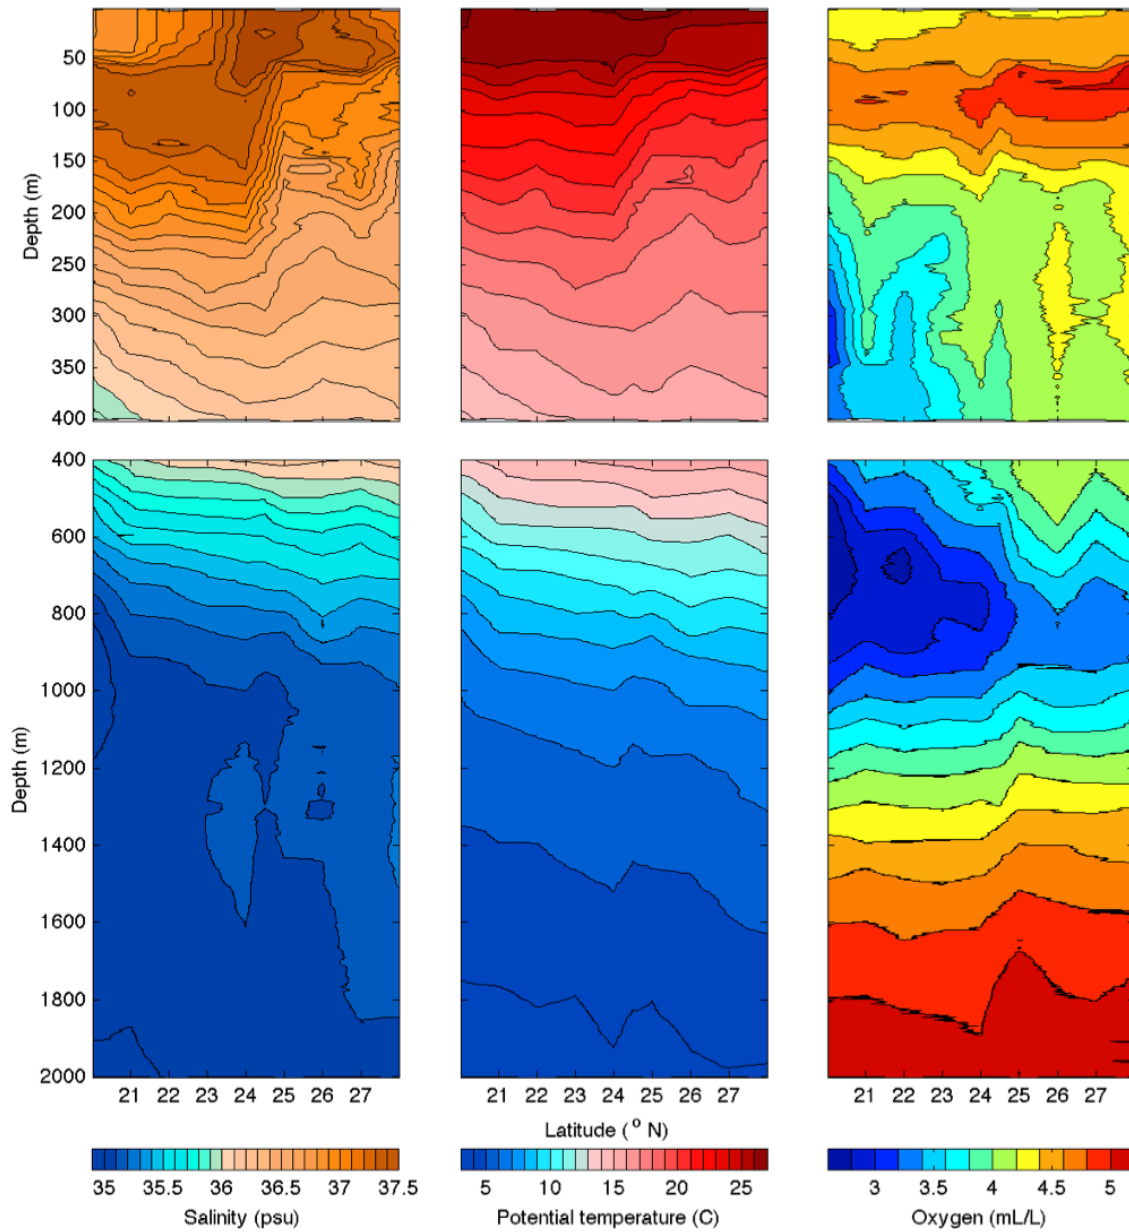 50
100
150
200
250
300
350
400
Depth (m)
400
600
800
1000
1200
1400
1600
1800
2000
Depth (m)
21 22 23 24 25 26 27
21 22 23 24 25 26 27
21 22 23 24 25 26 27
Latitude (° N)
35 35.5 36 36.5 37 37.5
5 10 15 20 25
3 3.5 4 4.5 5
Salinity (psu)
Potential temperature (C)
Oxygen (mL/L)